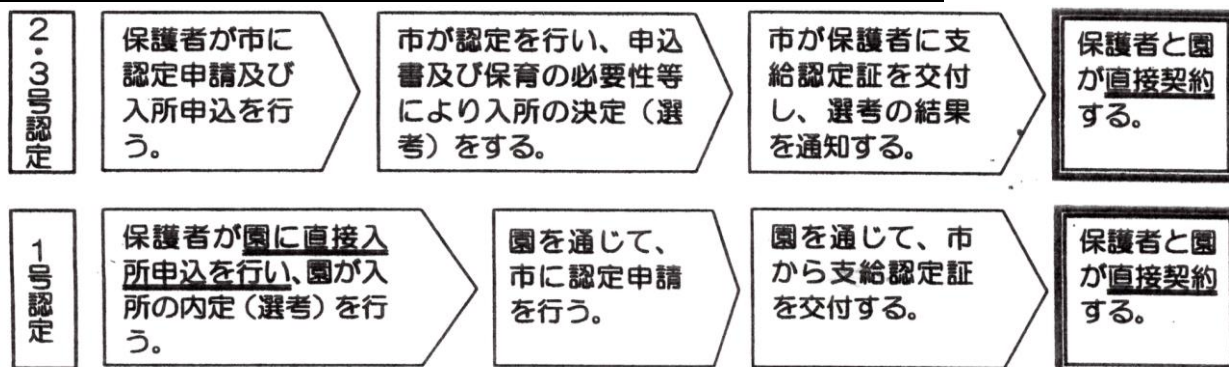 2・3号認定
保護者が市に
認定申請及び
入所申込を行
う。
市が認定を行い、申込
書及び保育の必要性等
により入所の決定（選
考）をする。
市が保護者に支
給認定証を交付
し、選考の結果
を通知する。
保護者と園
が直接契約
する。
1号認定
保護者が園に直接入
所申込を行い、園が入
所の内定（選考）を行
う。
園を通じて、
市に認定申請
を行う。
園を通じて、市
から支給認定証
を交付する。
保護者と園
が直接契約
する。